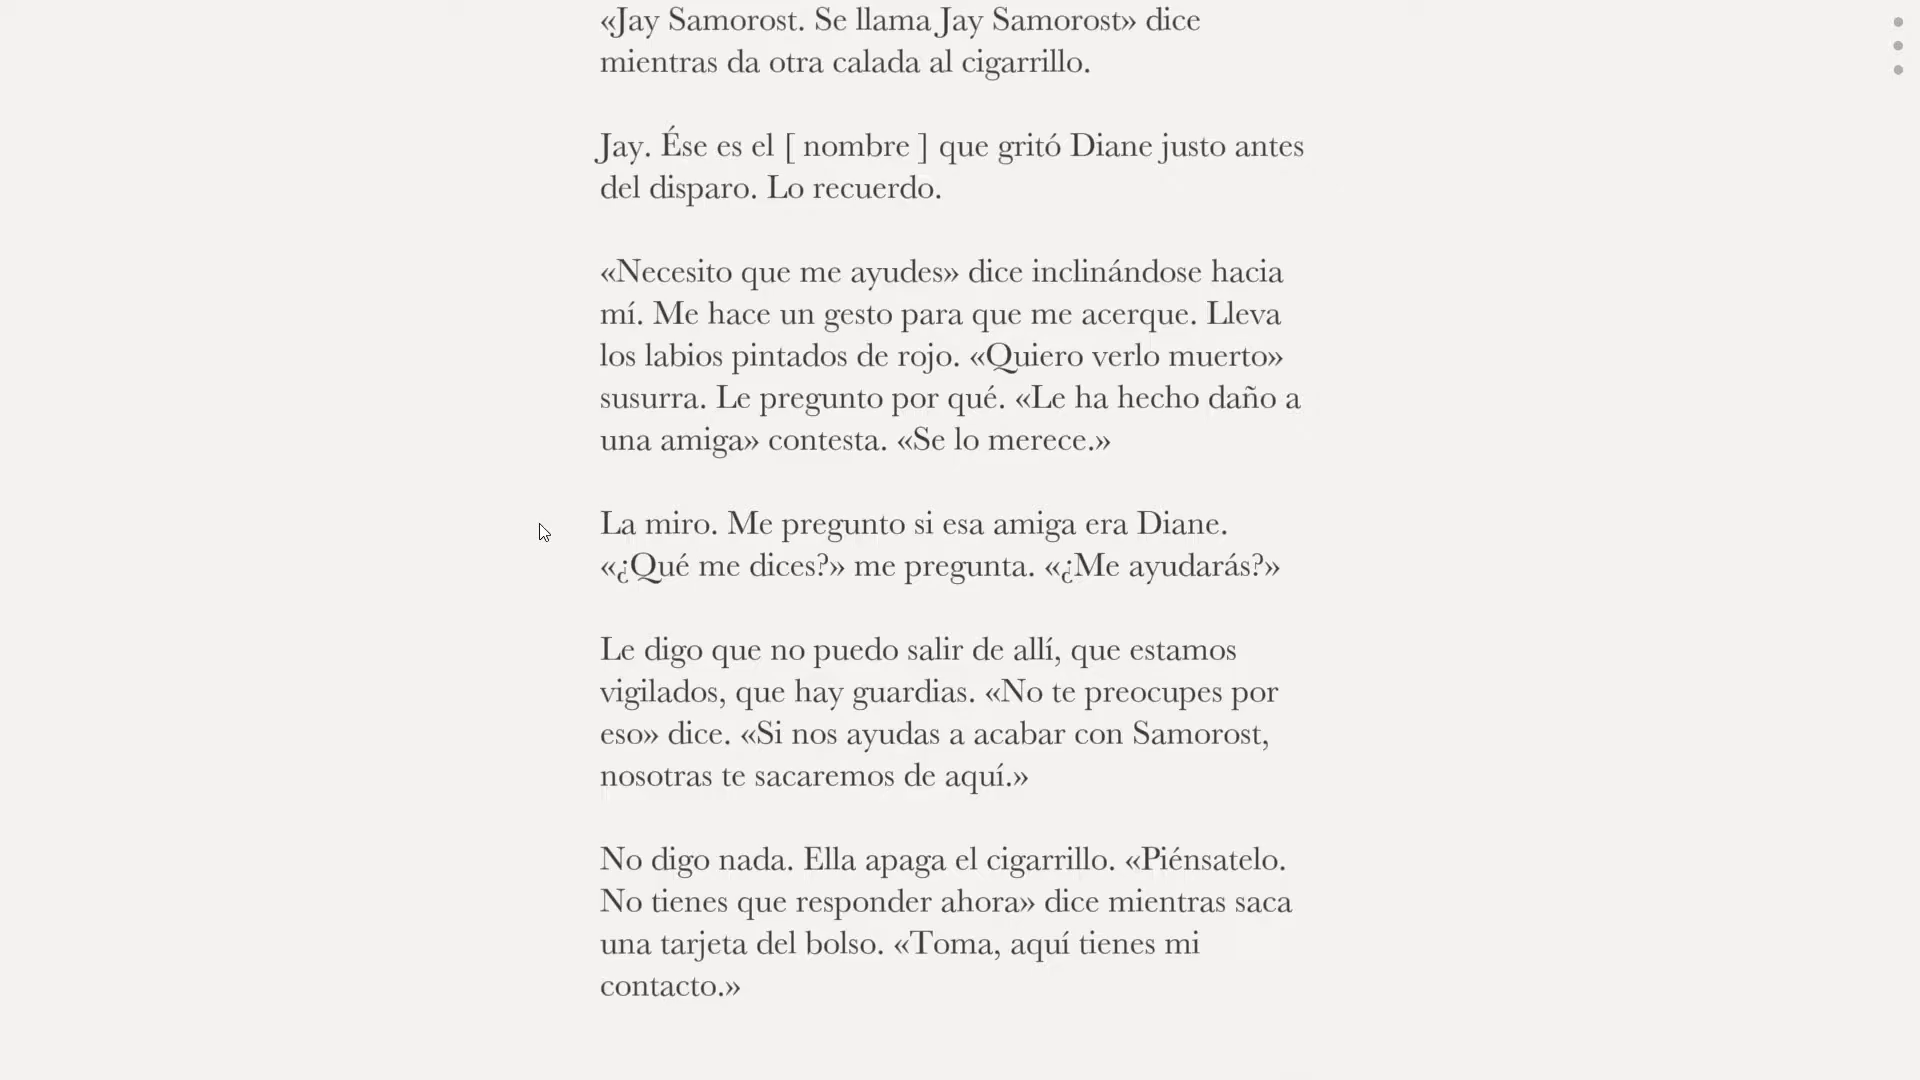 «Jay Samorost. Se llama Jay Samorost» dice
mientras da otra calada al cigarrillo.
Jay. Ése es el [ nombre ] que gritó Diane justo antes
del disparo. Lo recuerdo.
«Necesito que me ayudes» dice inclinándose hacia
mí. Me hace un gesto para que me acerque. Lleva
los labios pintados de rojo. «Quiero verlo muerto»
susurra. Le pregunto por qué. «Le ha hecho daño a
una amiga» contesta. «Se lo merece.»
La miro. Me pregunto si esa amiga era Diane.
«¿Qué me dices?» me pregunta. «¿Me ayudarás?»
Le digo que no puedo salir de allí, que estamos
vigilados, que hay guardias. «No te preocupes por
eso» dice. «Si nos ayudas a acabar con Samorost,
nosotras te sacaremos de aquí.»
No digo nada. Ella apaga el cigarrillo. «Piénsatelo.
No tienes que responder ahora» dice mientras saca
una tarjeta del bolso. «Toma, aquí tienes mi
contacto.»